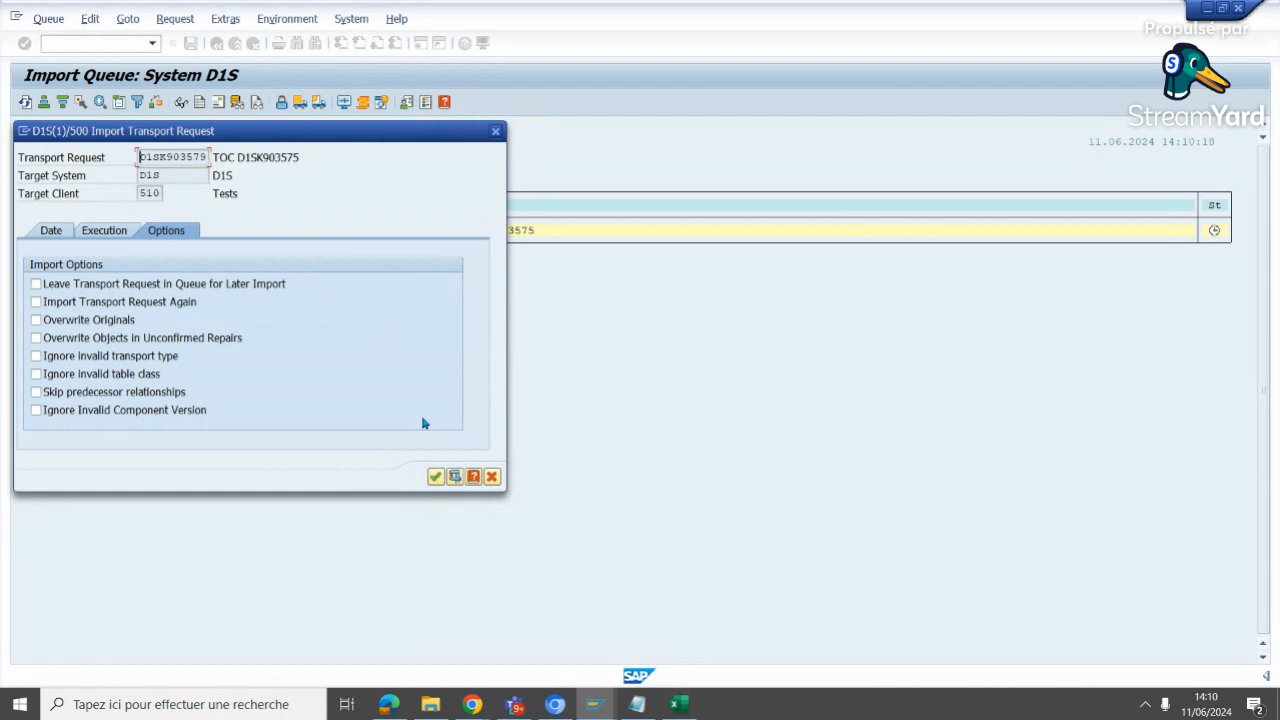 Queue Edit Goto Request Extras Environment System Help
Propulsé par
StreamYard
Import Queue: System D1S
D1S(1)/500 Import Transport Request
11.06.2024 14:10:18
Transport Request D1SK903579 TOC D1SK903575
Target System D1S D1S
Target Client 510 Tests
St
3575
Date Execution Options
Import Options
Leave Transport Request in Queue for Later Import
Import Transport Request Again
Overwrite Originals
Overwrite Objects in Unconfirmed Repairs
Ignore invalid transport type
Ignore invalid table class
Skip predecessor relationships
Ignore Invalid Component Version
SAP
Tapez ici pour effectuer une recherche
9+
14:10
11/06/2024
2